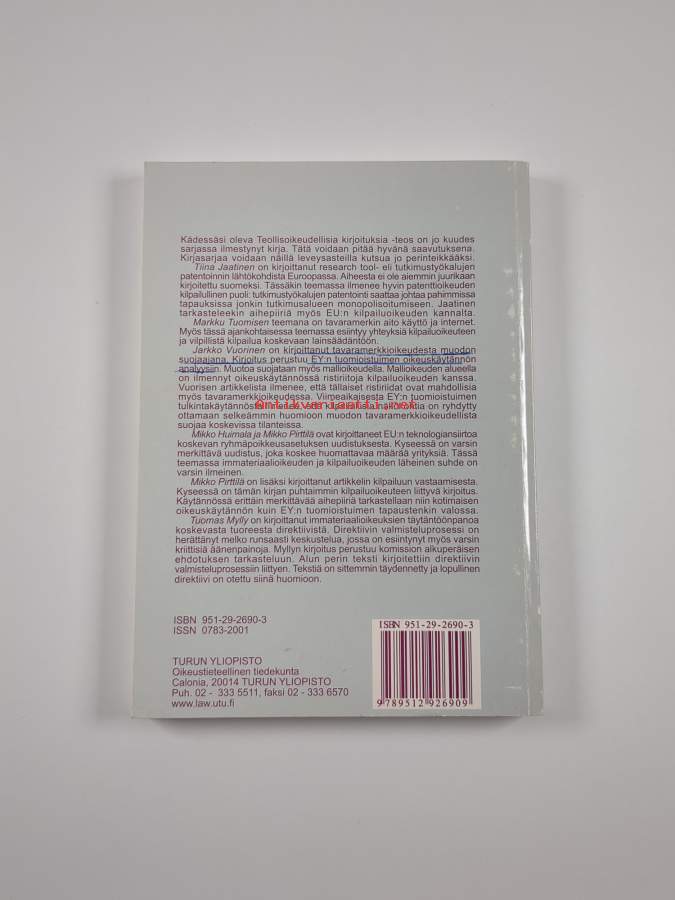 Kädessäsi oleva Teollisoikeudellisia kirjoituksia -teos on jo kuudes
sarjassa ilmestynyt kirja. Tätä voidaan pitää hyvänä saavutuksena.
Kirjasarjaa voidaan näillä leveysasteilla kutsua jo perinteikkääksi.
Tiina Jaatinen on kirjoittanut research tool- eli tutkimustyökalujen
patentoinnin lähtökohdista Euroopassa. Aiheesta ei ole aiemmin juurikaan
kirjoitettu suomeksi. Tässäkin teemassa ilmenee hyvin patenttioikeuden
kilpailullinen puoli: tutkimustyökalujen patentointi saattaa johtaa pahimmissa
tapauksissa jonkin tutkimusalueen monopolisoitumiseen. Jaatinen
tarkasteleekin aihepiiriä myös EU:n kilpailuoikeuden kannalta.
Markku Tuomisen teemana on tavaramerkin aito käyttö ja internet.
Myös tässä ajankohtaisessa teemassa esiintyy yhteyksiä kilpailuoikeuteen
ja vilpillistä kilpailua koskevaan lainsäädäntöön.
Jarkko Vuorinen on kirjoittanut tavaramerkkioikeudesta muodon
suojaajana. Kirjoitus perustuu EY:n tuomioistuimen oikeuskäytännön
analyysiin. Muotoa suojataan myös mallioikeudella. Mallioikeuden alueella
on ilmennyt oikeuskäytännössä ristiriitoja kilpailuoikeuden kanssa.
Vuorisen artikkelista ilmenee, että tällaiset ristiriidat ovat mahdollisia
myös tavaramerkkioikeudessa. Viimeaikaisesta EY:n tuomioistuimen
tulkintakäytännöstä ilmenee, että kilpailullisia näkökohtia on ryhdytty
ottamaan selkeämmin huomioon muodon tavaramerkkioikeudellista
suojaa koskevissa tilanteissa.
Mikko Huimala ja Mikko Pirttilä ovat kirjoittaneet EU:n teknologiansiirtoa
koskevan ryhmäpoikkeusasetuksen uudistuksesta. Kyseessä on varsin
merkittävä uudistus, joka koskee huomattavaa määrää yrityksiä. Tässä
teemassa immateriaalioikeuden ja kilpailuoikeuden läheinen suhde on
varsin ilmeinen.
Mikko Pirttilä on lisäksi kirjoittanut artikkelin kilpailuun vastaamisesta.
Kyseessä on tämän kirjan puhtaimmin kilpailuoikeuteen liittyvä kirjoitus.
Käytännössä erittäin merkittävää aihepiiriä tarkastellaan niin kotimaisen
oikeuskäytännön kuin EY:n tuomioistuimen tapaustenkin valossa.
Tuomas Mylly on kirjoittanut immateriaalioikeuksien täytäntöönpanoa
koskevasta tuoreesta direktiivistä. Direktiivin valmisteluprosessi on
herättänyt melko runsaasti keskustelua, jossa on esiintynyt myös varsin
kriittisiä äänenpainoja. Myllyn kirjoitus perustuu komission alkuperäisen
ehdotuksen tarkasteluun. Alun perin teksti kirjoitettiin direktiivin
valmisteluprosessiin liittyen. Tekstiä on sittemmin täydennetty ja lopullinen
direktiivi on otettu siinä huomioon.
ISBN 951-29-2690-3
ISSN 0783-2001
ISBN 951-29-2690-3
9 789512 926909
TURUN YLIOPISTO
Oikeustieteellinen tiedekunta
Calonia, 20014 TURUN YLIOPISTO
Puh. 02 - 333 5511, faksi 02 - 333 6570
www.law.utu.fi